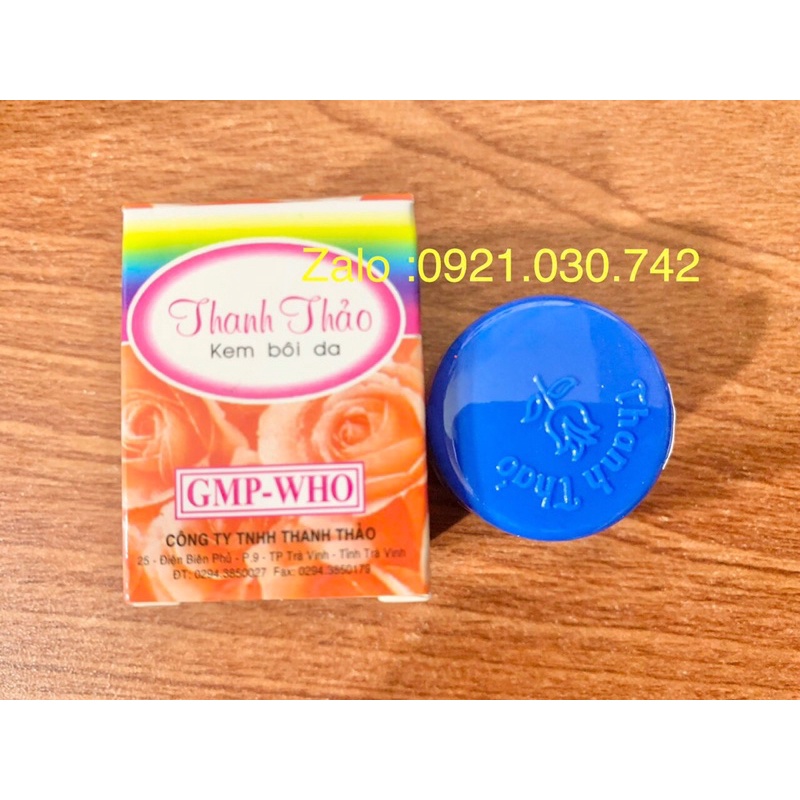 Zalo :0921.030.742
Thanh Thảo
Kem bôi da
GMP-WHO
CÔNG TY TNHH THANH THẢO
25 - Điện Biên Phủ - P.9 - TP Trà Vinh - Tỉnh Trà Vinh
ĐT: 0294.3850027 Fax: 0294.3850179
Thanh Thảo